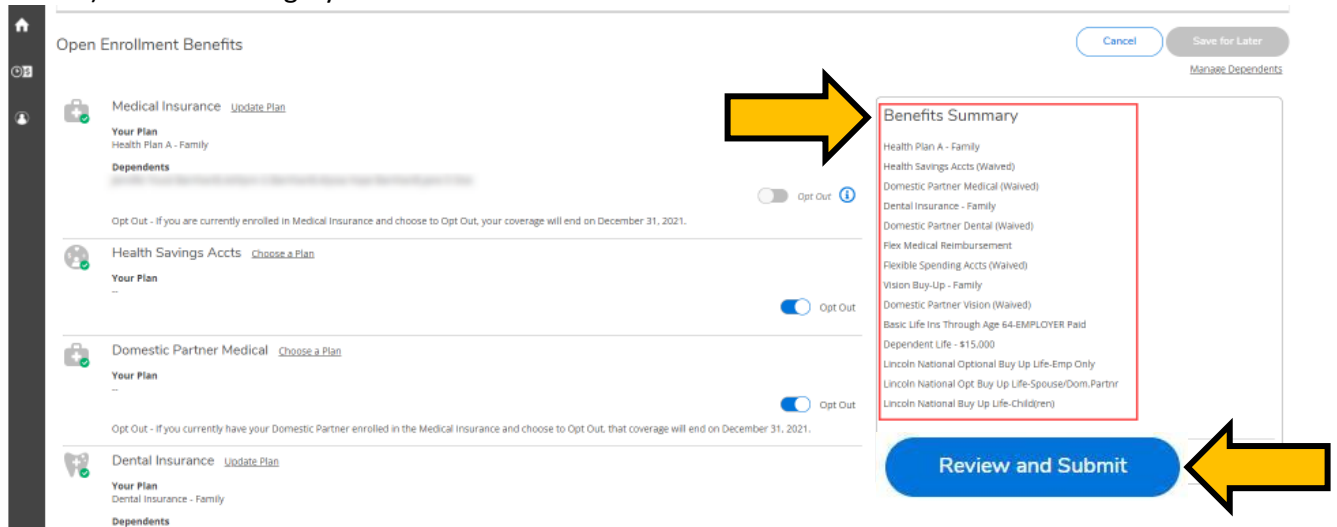 Open Enrollment Benefits
Cancel
Save for Later
Manage Dependents
Medical Insurance Update Plan
Your Plan
Health Plan A - Family
Dependents
Opt Out
Opt Out - If you are currently enrolled in Medical Insurance and choose to Opt Out, your coverage will end on December 31, 2021.
Health Savings Accts Choose a Plan
Your Plan
--
Opt Out
Domestic Partner Medical Choose a Plan
Your Plan
--
Opt Out
Opt Out - If you currently have your Domestic Partner enrolled in the Medical Insurance and choose to Opt Out, that coverage will end on December 31, 2021.
Dental Insurance Update Plan
Your Plan
Dental Insurance - Family
Dependents
Benefits Summary
Health Plan A - Family
Health Savings Accts (Waived)
Domestic Partner Medical (Waived)
Dental Insurance - Family
Domestic Partner Dental (Waived)
Flex Medical Reimbursement
Flexible Spending Accts (Waived)
Vision Buy-Up - Family
Domestic Partner Vision (Waived)
Basic Life Ins Through Age 64-EMPLOYER Paid
Dependent Life - $15,000
Lincoln National Optional Buy Up Life-Emp Only
Lincoln National Opt Buy Up Life-Spouse/Dom.Partnr
Lincoln National Buy Up Life-Child(ren)
Review and Submit